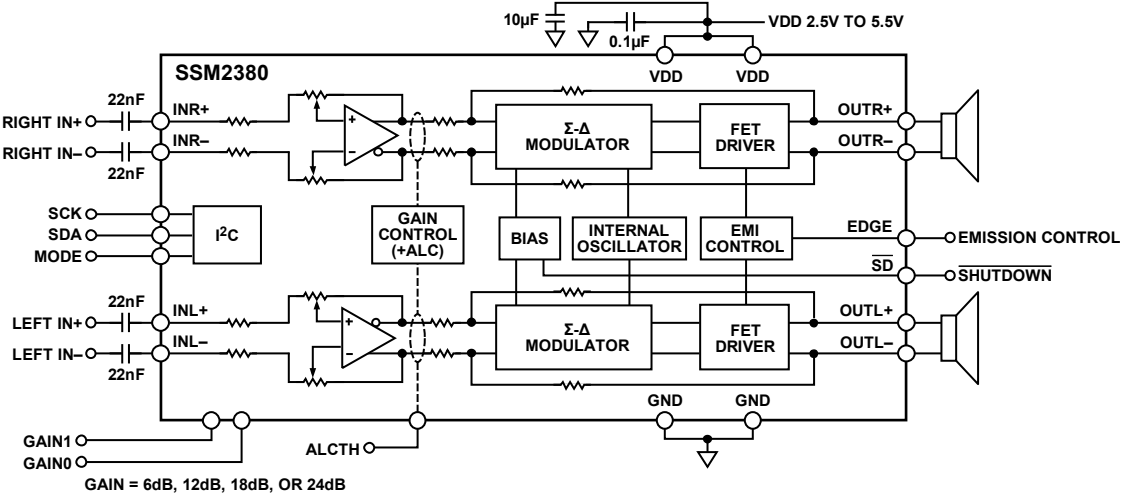 10µF
0.1µF
VDD 2.5V TO 5.5V
SSM2380
VDD
VDD
22nF
RIGHT IN+
INR+
RIGHT IN–
INR–
22nF
Σ-Δ
MODULATOR
FET
DRIVER
OUTR+
OUTR–
SCK
SDA
MODE
I²C
GAIN
CONTROL
(+ALC)
BIAS
INTERNAL
OSCILLATOR
EMI
CONTROL
EDGE
EMISSION CONTROL
SD
SHUTDOWN
22nF
LEFT IN+
INL+
LEFT IN–
INL–
22nF
Σ-Δ
MODULATOR
FET
DRIVER
OUTL+
OUTL–
GND
GND
GAIN1
GAIN0
ALCTH
GAIN = 6dB, 12dB, 18dB, OR 24dB